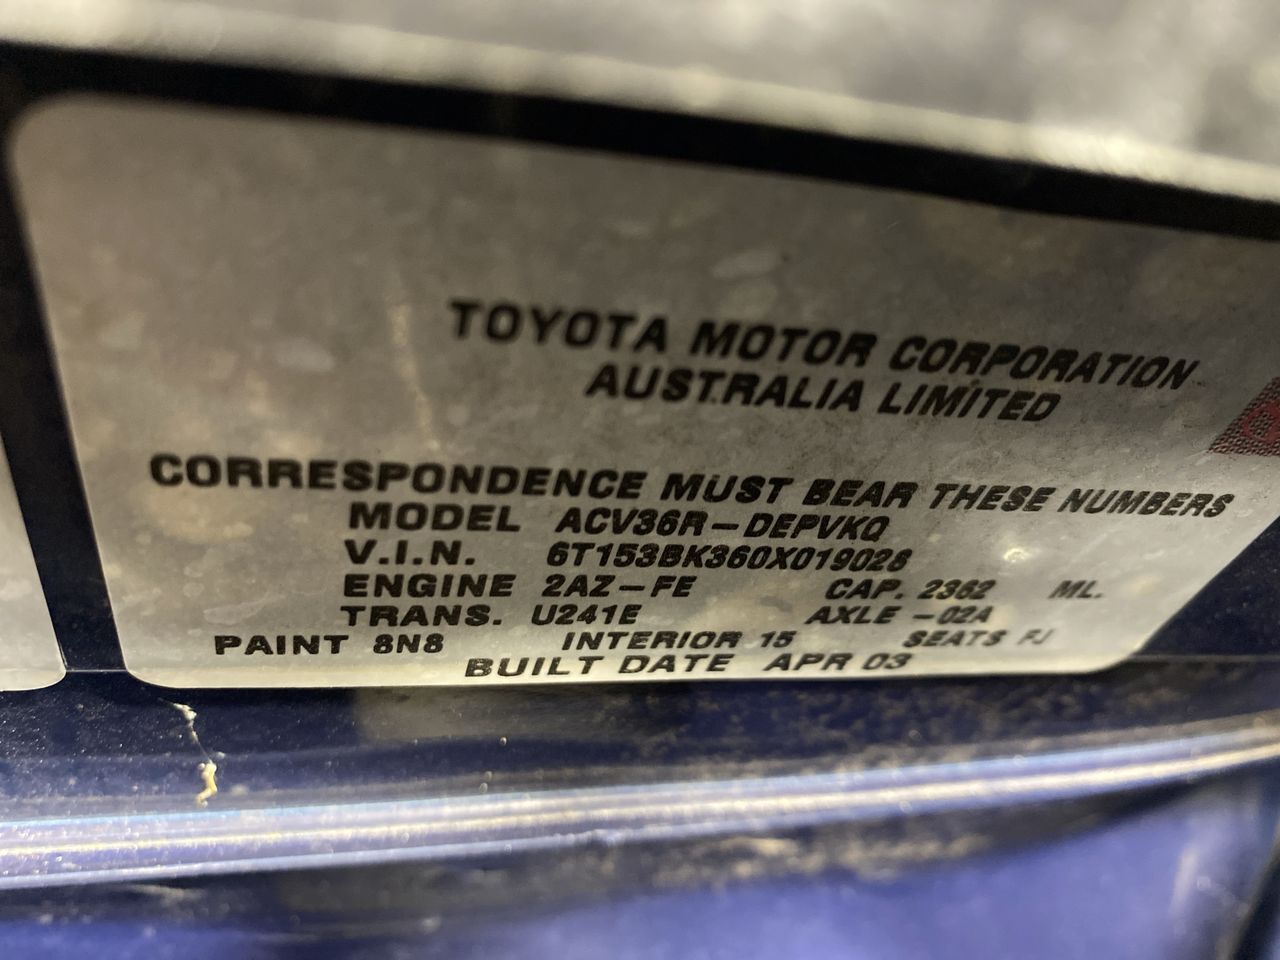 TOYOTA MOTOR CORPORATION
AUSTRALIA LIMITED
CORRESPONDENCE MUST BEAR THESE NUMBERS
MODEL ACV36R-DEPVKQ
V.I.N. 6T153BK360X019028
ENGINE 2AZ-FE CAP. 2362 ML.
TRANS. U241E AXLE -02A
PAINT 8N8 INTERIOR 15 SEATS FJ
BUILT DATE APR 03